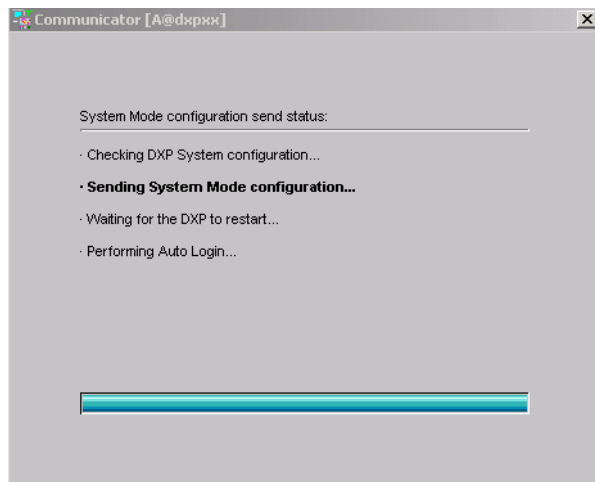 Communicator [A@dxpxx]
System Mode configuration send status:
· Checking DXP System configuration...
· Sending System Mode configuration...
· Waiting for the DXP to restart...
· Performing Auto Login...